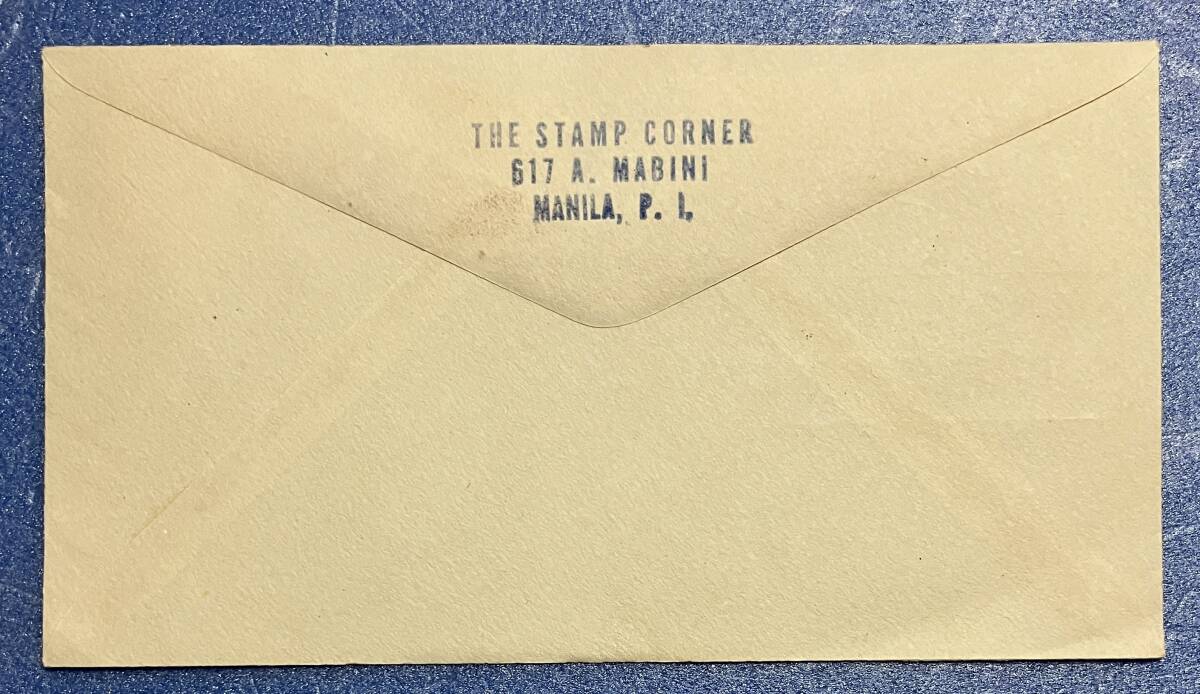 THE STAMP CORNER
617 A. MABINI
MANILA, P. I.